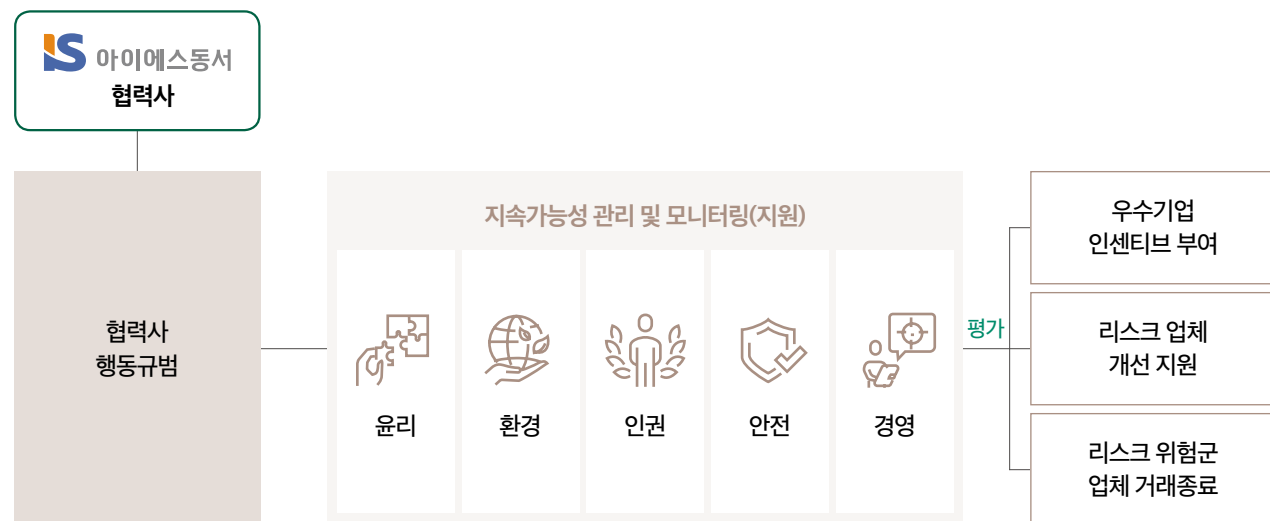 IS 아이에스동서
협력사
협력사
행동규범
지속가능성 관리 및 모니터링(지원)
윤리
환경
인권
안전
경영
평가
우수기업
인센티브 부여
리스크 업체
개선 지원
리스크 위험군
업체 거래종료